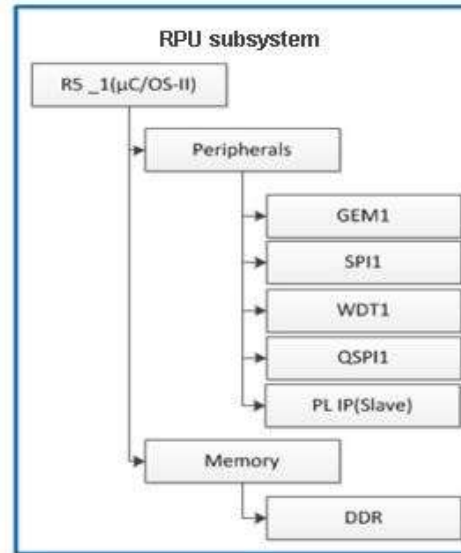 RPU subsystem
R5 _1(µC/OS-II)
Peripherals
GEM1
SPI1
WDT1
QSPI1
PL IP(Slave)
Memory
DDR